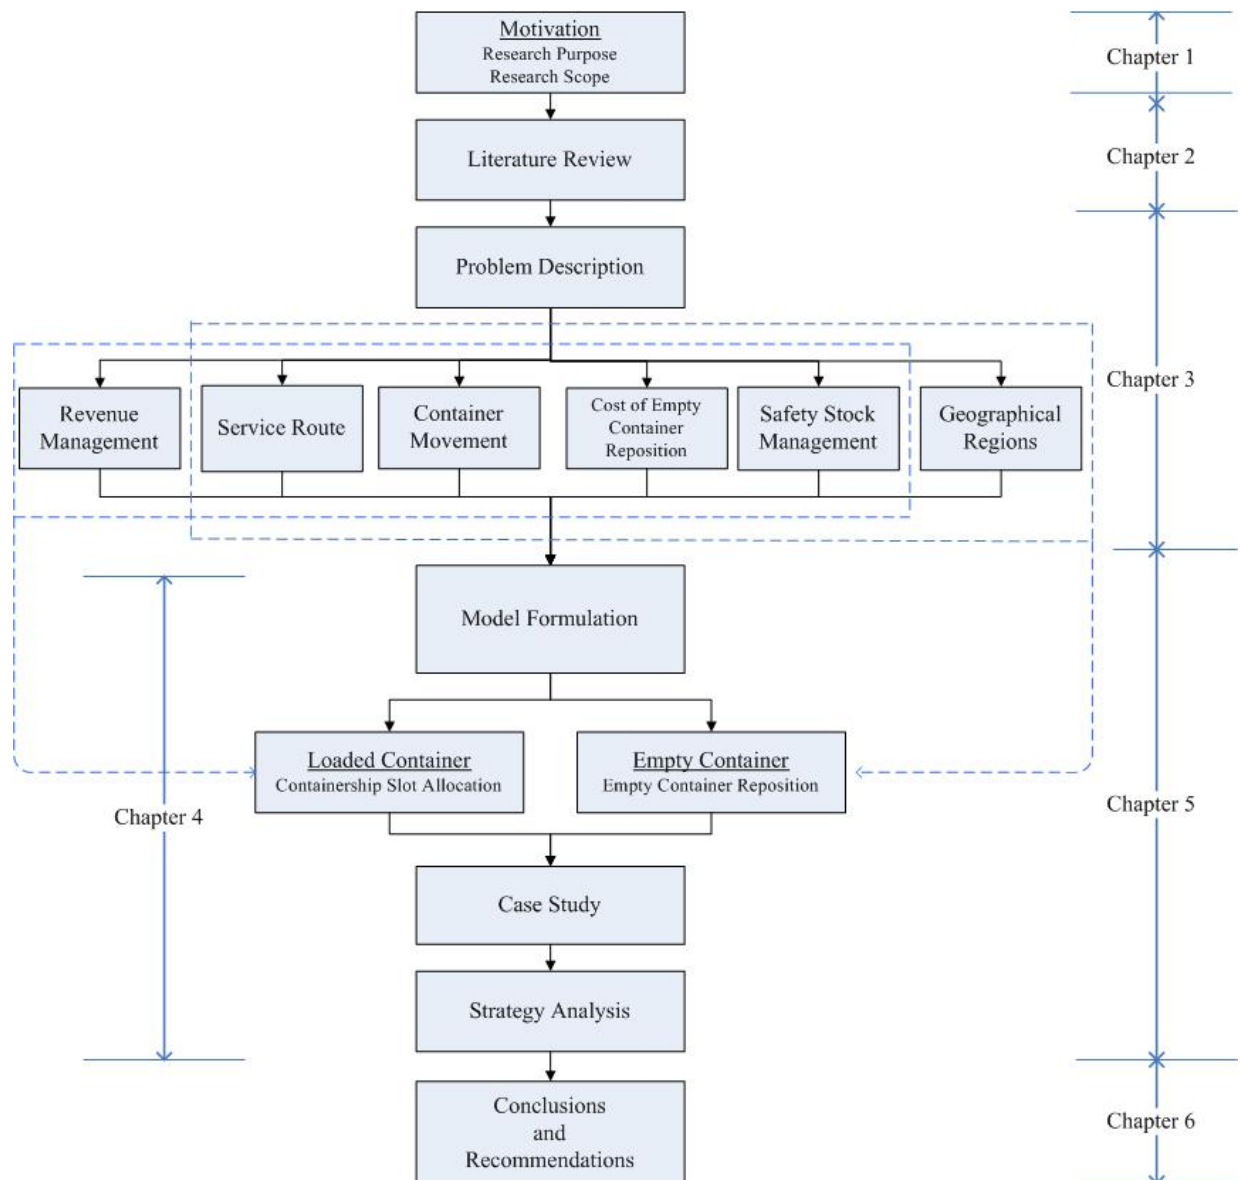 Motivation
Research Purpose
Research Scope
Chapter 1
Literature Review
Chapter 2
Problem Description
Chapter 3
Revenue
Management
Service Route
Container
Movement
Cost of Empty
Container
Reposition
Safety Stock
Management
Geographical
Regions
Model Formulation
Loaded Container
Containership Slot Allocation
Empty Container
Empty Container Reposition
Chapter 4
Chapter 5
Case Study
Strategy Analysis
Conclusions
and
Recommendations
Chapter 6